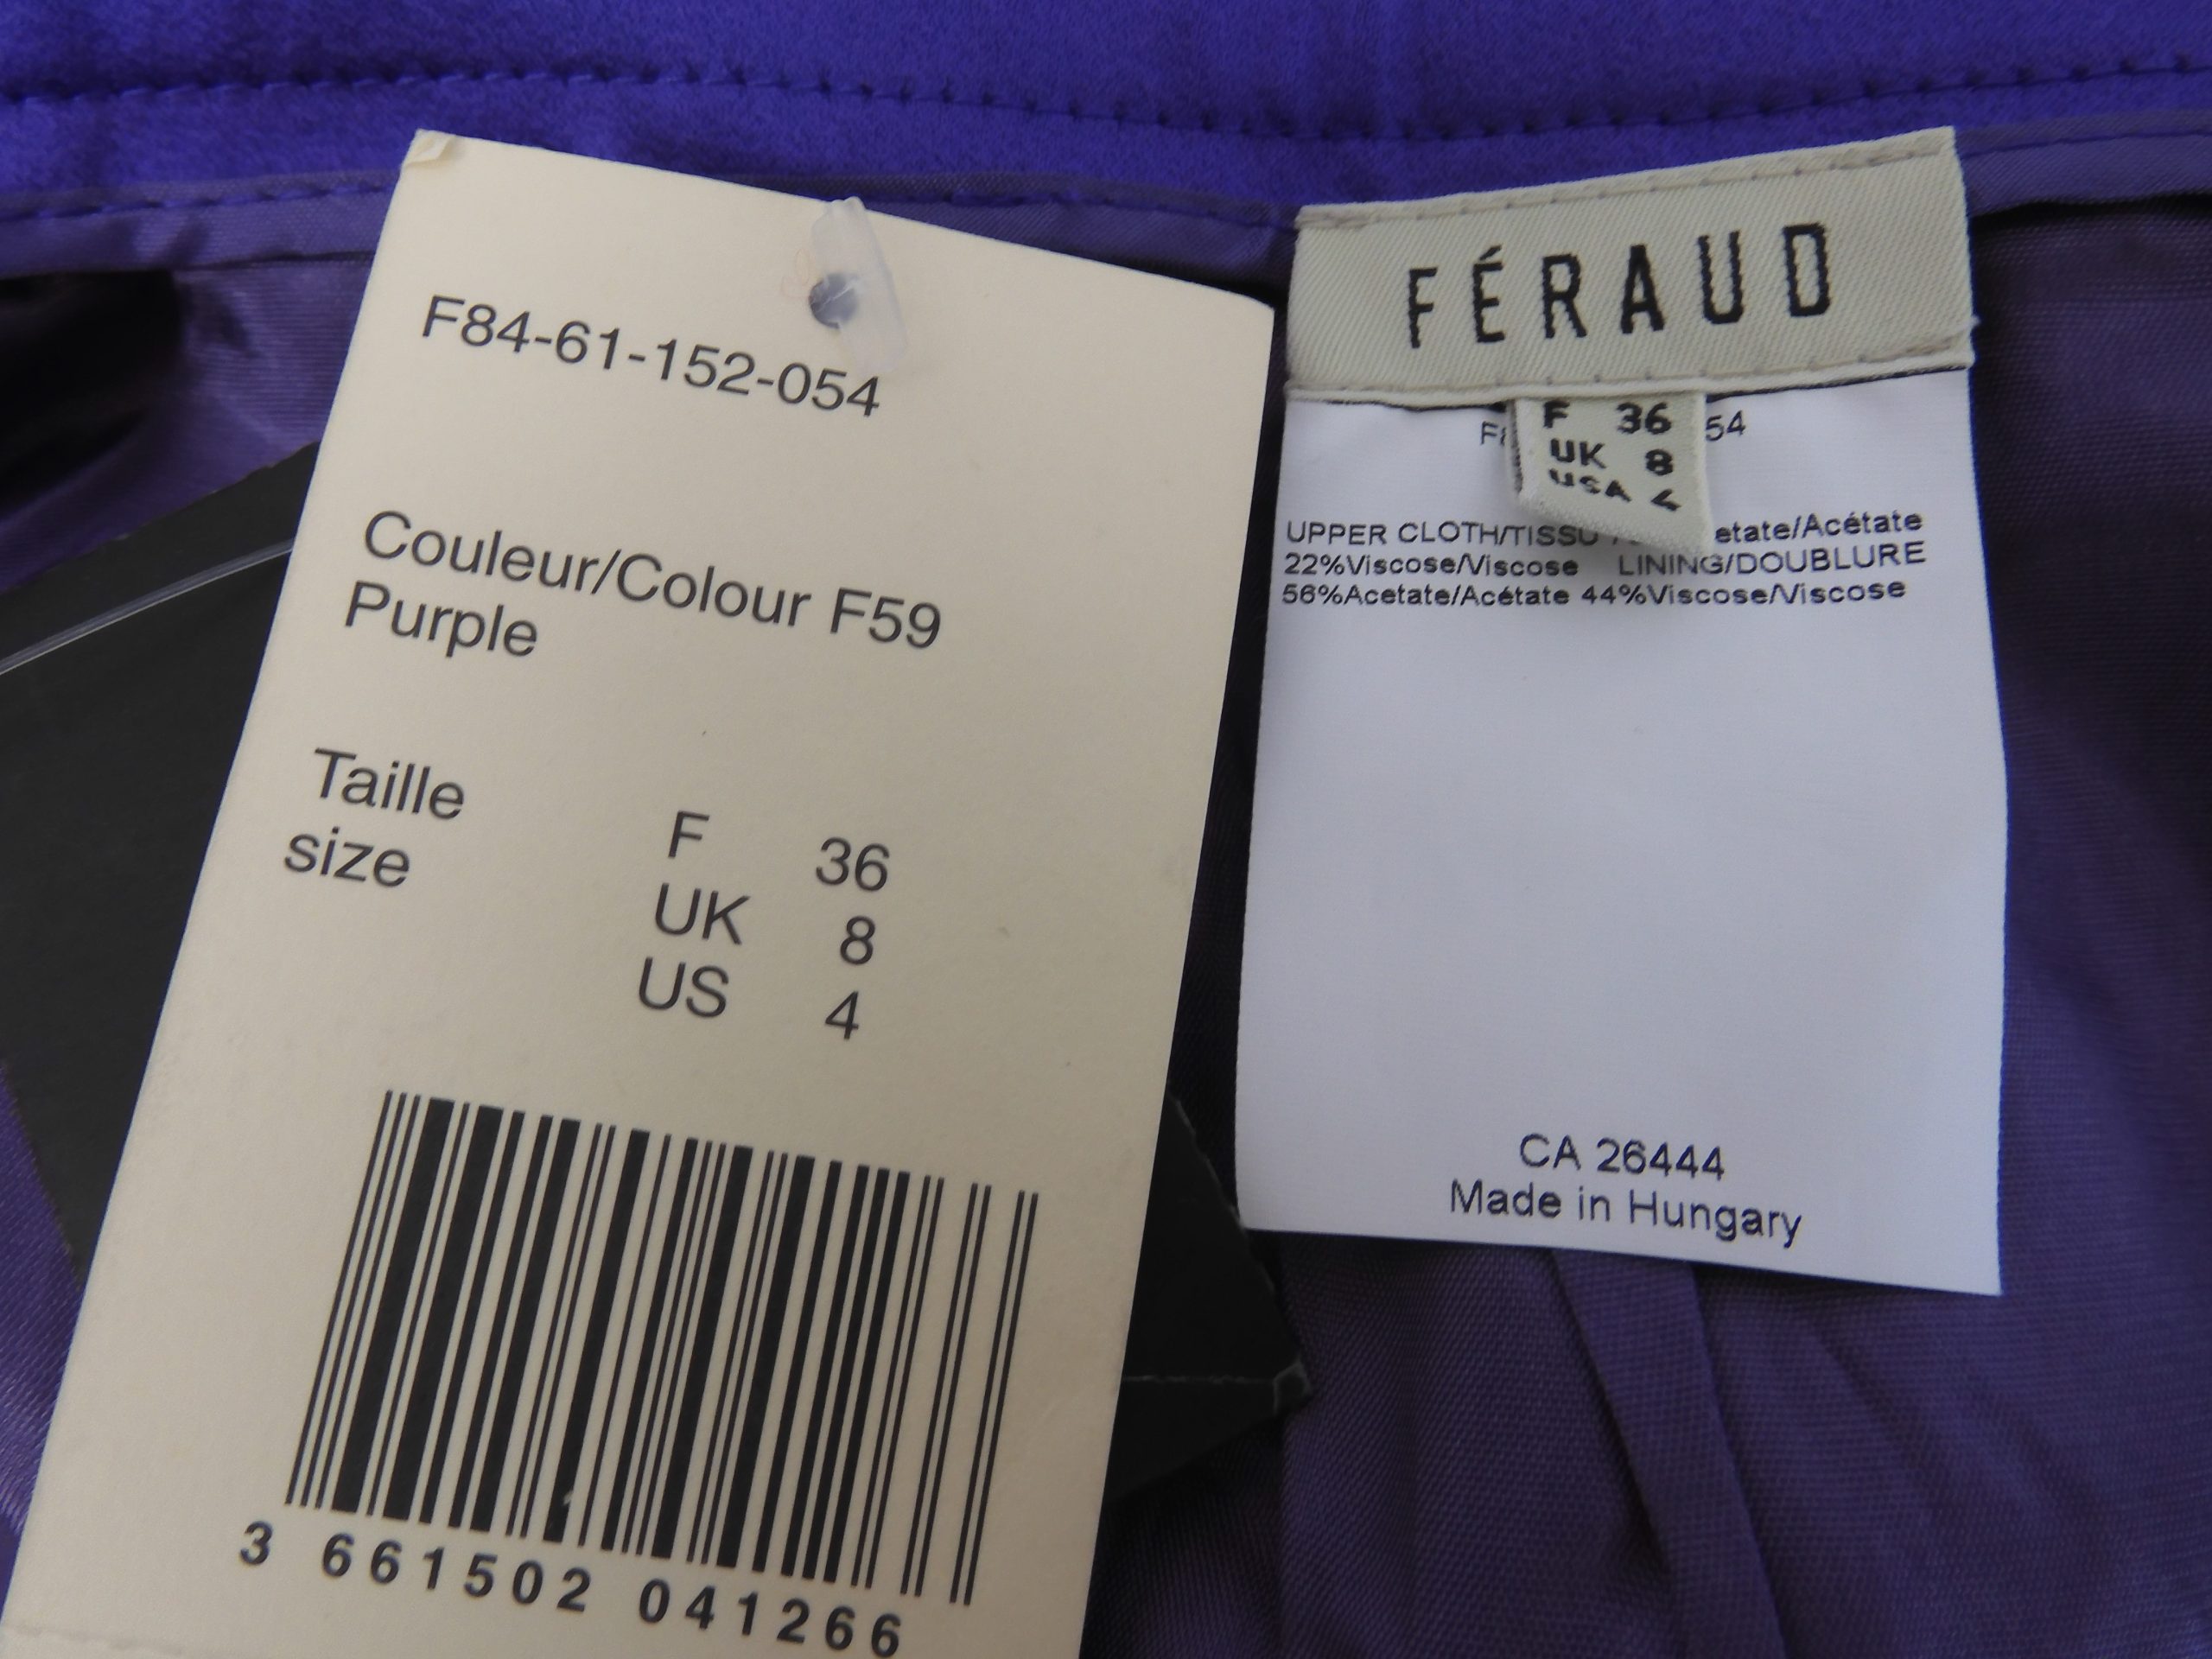 F84-61-152-054
Couleur/Colour F59
Purple
Taille
size
F 36
UK 8
US 4
3 661502 041266
FÉRAUD
F 36
UK 8
USA 4
54
UPPER CLOTH/TISSU etate/Acétate
22%Viscose/Viscose LINING/DOUBLURE
56%Acetate/Acétate 44%Viscose/Viscose
CA 26444
Made in Hungary